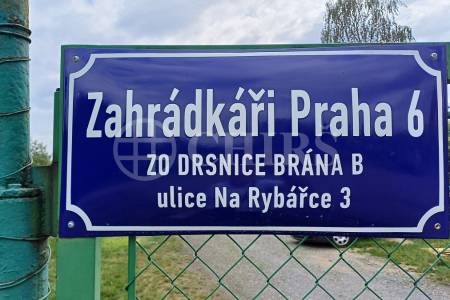 Zahrádkáři Praha 6
ZO DRSNICE BRÁNA B
ulice Na Rybářce 3